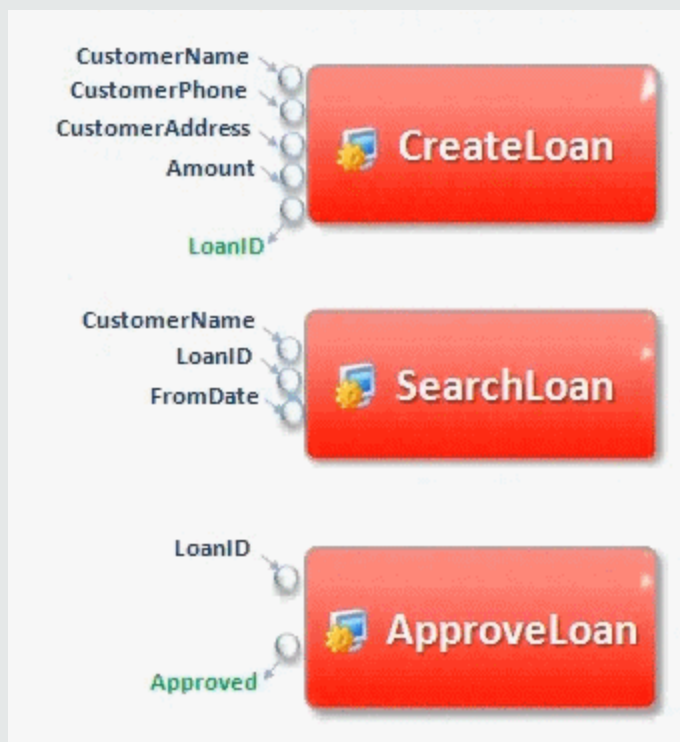 CustomerName
CustomerPhone
CustomerAddress
Amount
LoanID
CreateLoan
CustomerName
LoanID
FromDate
SearchLoan
LoanID
Approved
ApproveLoan